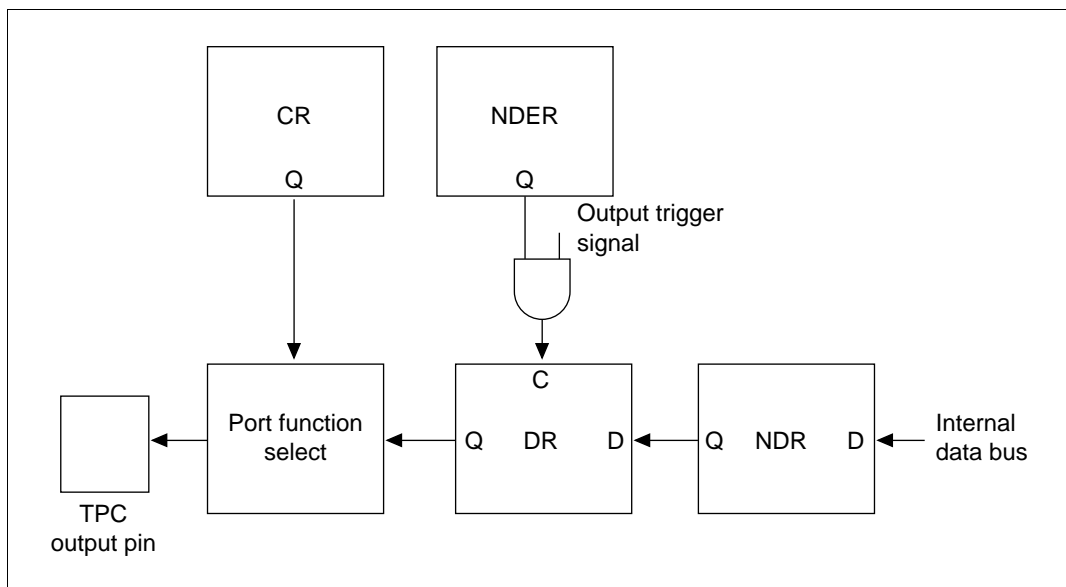 CR
Q
NDER
Q
Output trigger
signal
C
Port function
select
Q DR D
Q NDR D
Internal
data bus
TPC
output pin